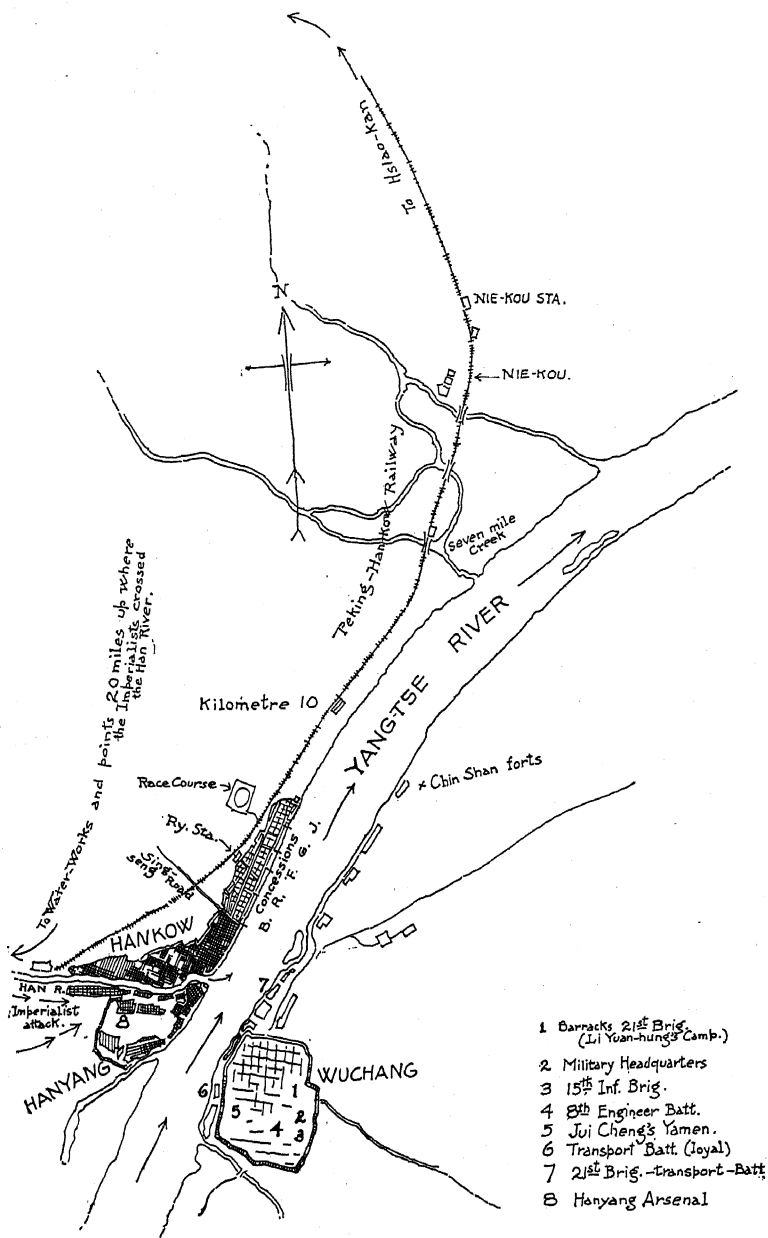 To Hsiao-Kan
N
NIE-KOU STA.
NIE-KOU.
Peking-Hankow Railway
Seven mile
Creek
YANG-TSE RIVER
To Water-Works and points 20 miles up where
the Imperialists crossed
the Han River.
Kilometre 10
Race Course
Chin Shan forts
Ry. Sta.
Sing-
seng
Road
Concessions
B. R. F. G. J.
HANKOW
HAN R.
Imperialist
attack.
8
HANYANG
7
WUCHANG
6
1
5
2
4
3
1 Barracks 21st Brig.
(Li Yuan-hung's Camp.)
2 Military Headquarters
3 15th Inf. Brig.
4 8th Engineer Batt.
5 Jui Cheng's Yamen.
6 Transport Batt. (loyal)
7 21st Brig.-transport-Batt
8 Hanyang Arsenal